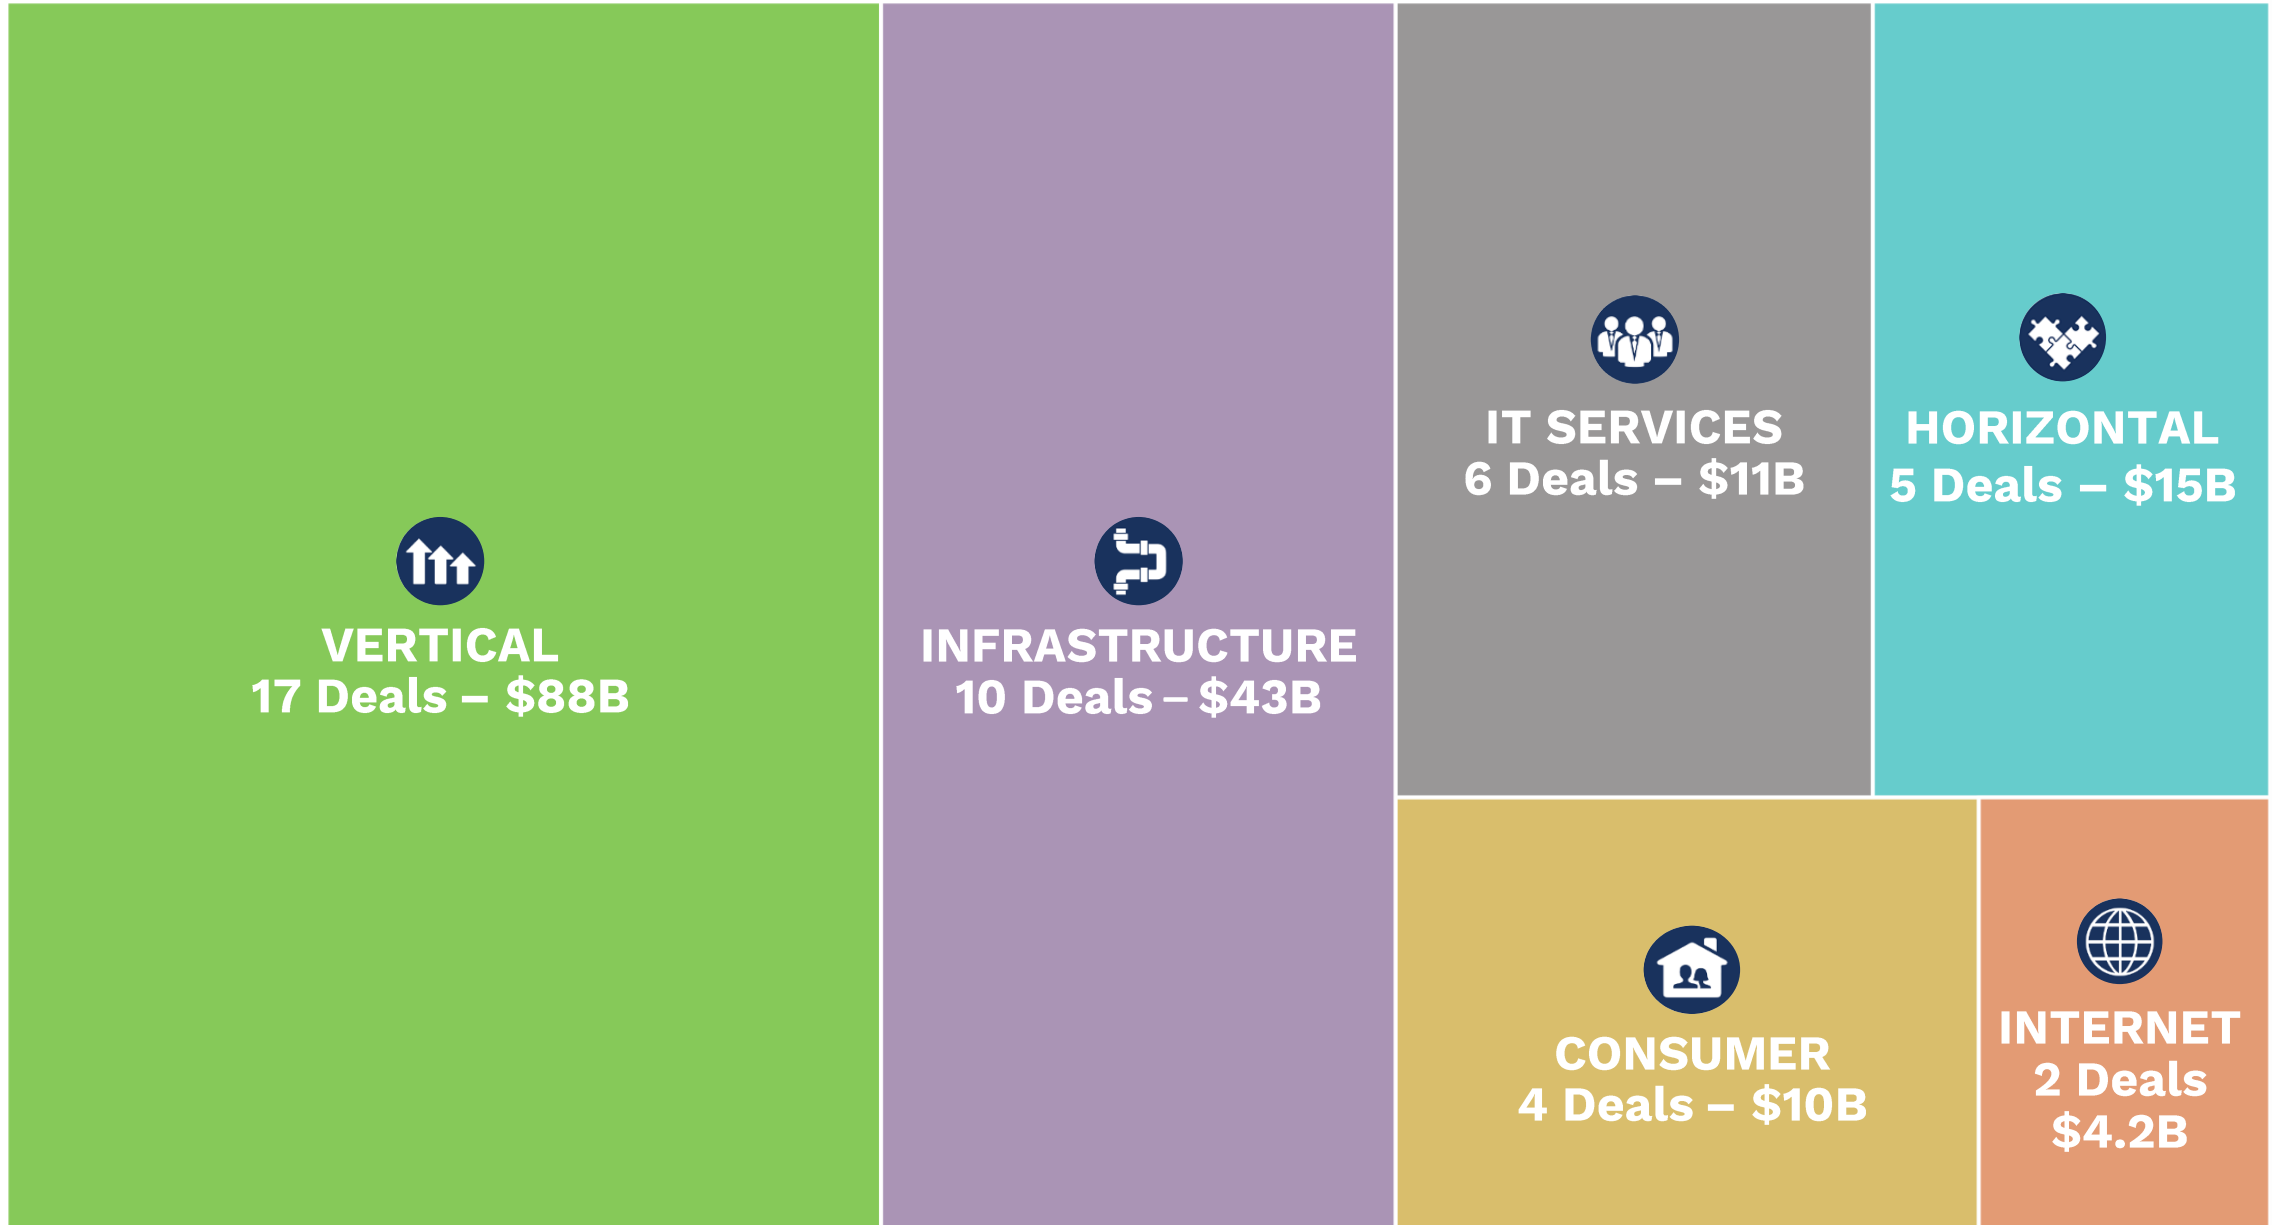 VERTICAL
17 Deals – $88B
INFRASTRUCTURE
10 Deals – $43B
IT SERVICES
6 Deals – $11B
HORIZONTAL
5 Deals – $15B
CONSUMER
4 Deals – $10B
INTERNET
2 Deals
$4.2B